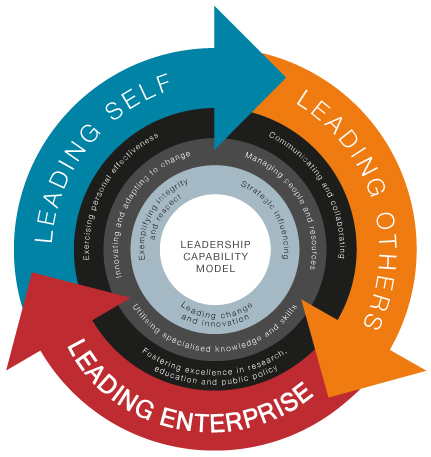 LEADING SELF
LEADING OTHERS
LEADING ENTERPRISE
Exercising personal effectiveness
Communicating and collaborating
Fostering excellence in research,
education and public policy
Innovating and adapting to change
Managing people and resources
Utilising specialised knowledge and skills
Exemplifying integrity
and respect
Strategic influencing
Leading change
and innovation
LEADERSHIP
CAPABILITY
MODEL